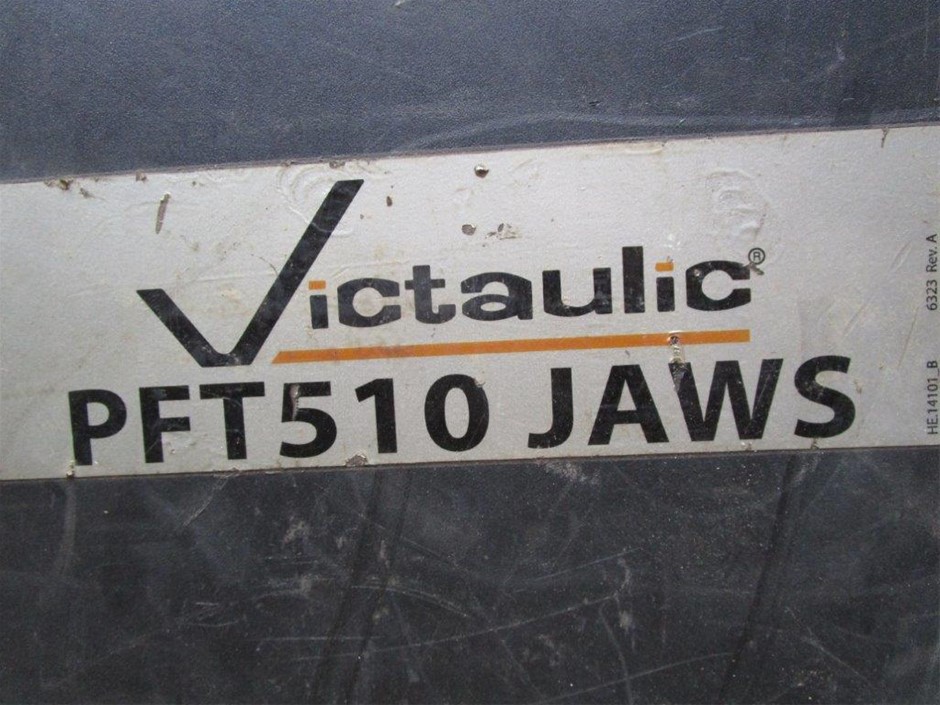 Victaulic®
PFT510 JAWS
HE.14101_B 6323 Rev. A